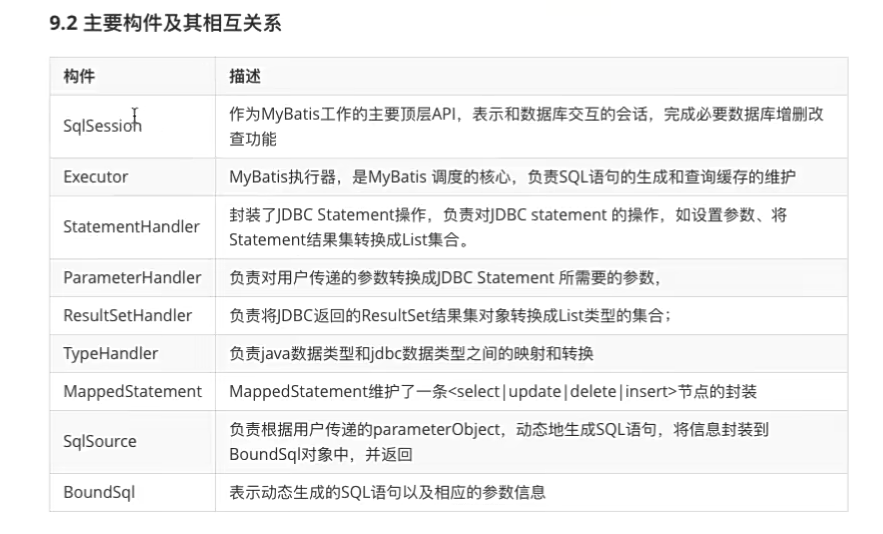 9.2 主要构件及其相互关系
构件 描述
SqlSession 作为MyBatis工作的主要顶层API，表示和数据库交互的会话，完成必要数据库增删改
查功能
Executor MyBatis执行器，是MyBatis 调度的核心，负责SQL语句的生成和查询缓存的维护
StatementHandler 封装了JDBC Statement操作，负责对JDBC statement 的操作，如设置参数、将
Statement结果集转换成List集合。
ParameterHandler 负责对用户传递的参数转换成JDBC Statement 所需要的参数，
ResultSetHandler 负责将JDBC返回的ResultSet结果集对象转换成List类型的集合；
TypeHandler 负责java数据类型和jdbc数据类型之间的映射和转换
MappedStatement MappedStatement维护了一条<select|update|delete|insert>节点的封装
SqlSource 负责根据用户传递的parameterObject，动态地生成SQL语句，将信息封装到
BoundSql对象中，并返回
BoundSql 表示动态生成的SQL语句以及相应的参数信息